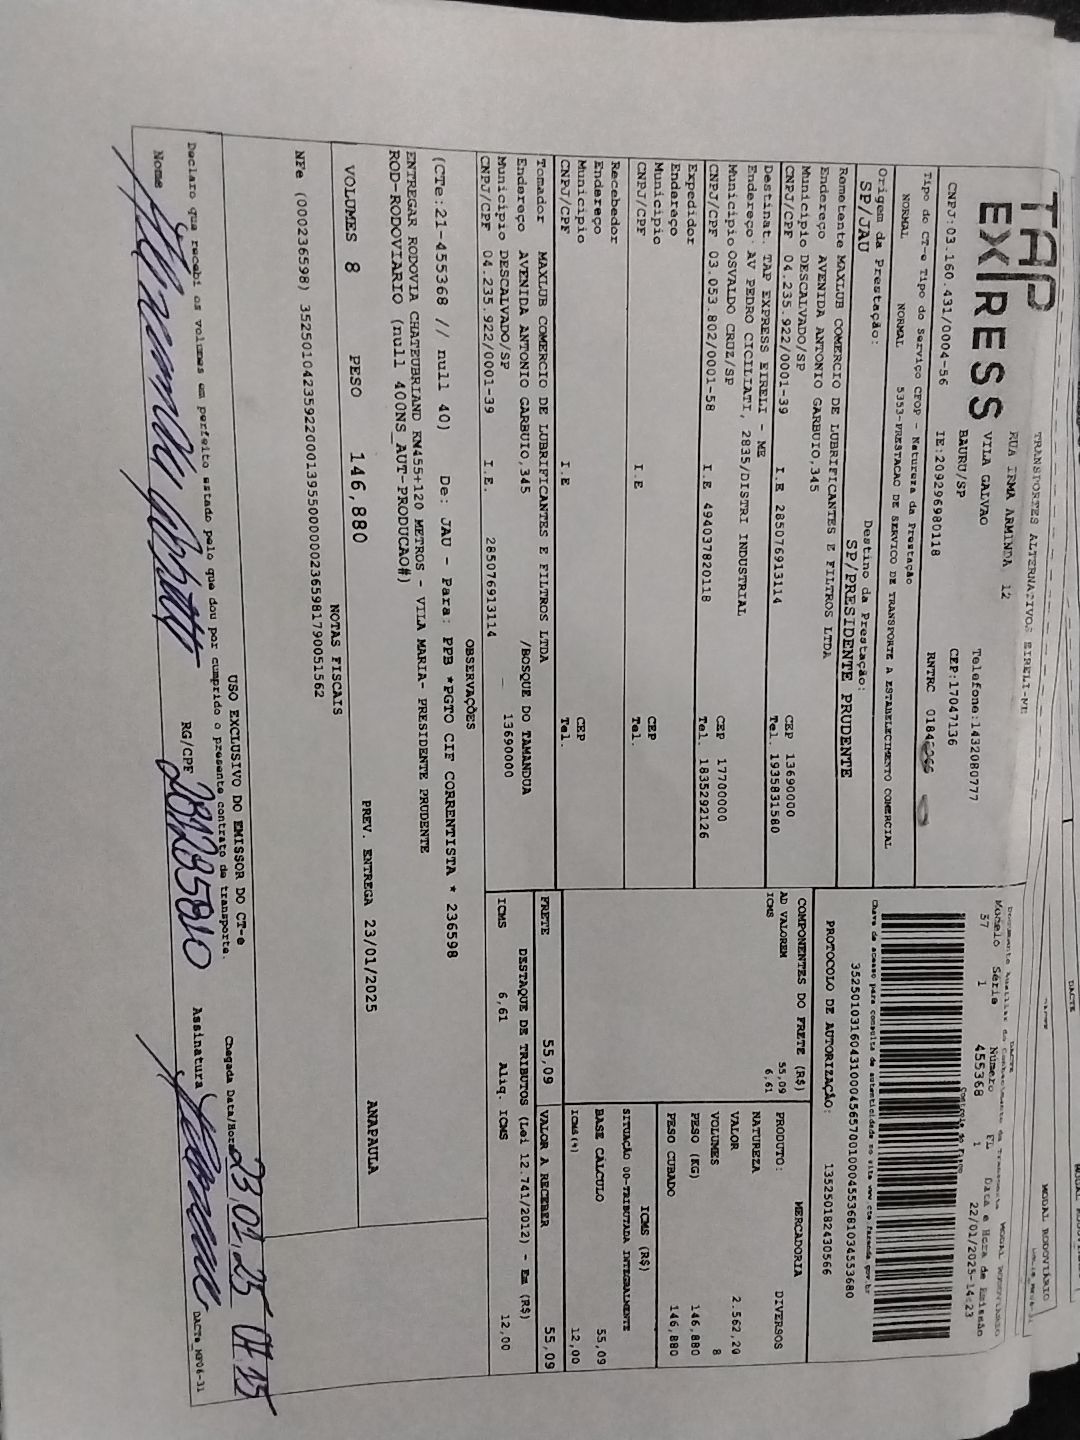 TAP
EXPRESS
TRANSPORTES ALTERNATIVOS EIRELI-ME
RUA IRMA ARMINDA 12
VILA GALVAO
BAURU/SP
Telefone:1432080777
CEP:17047136
CNPJ:03.160.431/0004-56 IE:209296980118 RNTRC
Tipo do CT-e Tipo do Serviço CFOP - Natureza da Prestação
NORMAL NORMAL 5353-PRESTACAO DE SERVICO DE TRANSPORTE A ESTABELECIMENTO COMERCIAL
Origem da Prestação: Destino da Prestação:
SP/JAU SP/PRESIDENTE PRUDENTE
Remetente MAXLUB COMERCIO DE LUBRIFICANTES E FILTROS LTDA
Endereço AVENIDA ANTONIO GARBUIO,345
Municipio DESCALVADO/SP CEP 13690000
CNPJ/CPF 04.235.922/0001-39 I.E 285076913114 Tel. 1935831580
Destinat. TAP EXPRESS EIRELI - ME
Endereço AV PEDRO CICILIATI, 2835/DISTRI INDUSTRIAL
Municipio OSVALDO CRUZ/SP CEP 17700000
CNPJ/CPF 03.053.802/0001-58 I.E 494037820118 Tel. 1835292126
Expedidor
Endereço
Municipio CEP
CNPJ/CPF I.E Tel.
Recebedor
Endereço
Municipio CEP
CNPJ/CPF I.E Tel.
Tomador MAXLUB COMERCIO DE LUBRIFICANTES E FILTROS LTDA
Endereço AVENIDA ANTONIO GARBUIO,345 /BOSQUE DO TAMANDUA
Municipio DESCALVADO/SP 13690000
CNPJ/CPF 04.235.922/0001-39 I.E. 285076913114
DACTE
MODAL RODOVIARIO
Modelo Série Número FL Data e Hora de Emissão
57 1 455368 1 22/01/2025-14:23
Chave de acesso para consulta de autenticidade no site www.cte.fazenda.gov.br
35250103160431000456570010004553681034553680
PROTOCOLO DE AUTORIZAÇÃO: 135250182430566
COMPONENTES DO FRETE (R$)
AD VALOREM 55,09
ICMS 6,61
MERCADORIA
PRODUTO: DIVERSOS
NATUREZA
VALOR 2.562,20
VOLUMES 8
PESO (KG) 146,880
PESO CUBADO 146,880
ICMS (R$)
SITUAÇÃO 00-TRIBUTADA INTEGRALMENTE
BASE CÁLCULO 55,09
ICMS(%) 12,00
FRETE 55,09 VALOR A RECEBER 55,09
DESTAQUE DE TRIBUTOS (Lei 12.741/2012) - Em (R$)
ICMS 6,61 Aliq. ICMS 12,00
OBSERVAÇÕES
(CTe:21-455368 // null 40) De: JAU - Para: PPB *PGTO CIF CORRENTISTA * 236598
ENTREGAR RODOVIA CHATEUBRIAND KM455+120 METROS - VILA MARIA- PRESIDENTE PRUDENTE
ROD-RODOVIARIO (null 400NS_AUT-PRODUCAO#)
VOLUMES 8 PESO 146,880 PREV. ENTREGA 23/01/2025 ANAPAULA
NOTAS FISCAIS
NFe (000236598) 35250104235922000139550000002365981790051562
USO EXCLUSIVO DO EMISSOR DO CT-e
Declaro que recebi os volumes em perfeito estado pelo que dou por cumprido o presente contrato de transporte.
Chegada Data/Hora 23,01,25
Nome RG/CPF Assinatura
DACTe_MF06-31